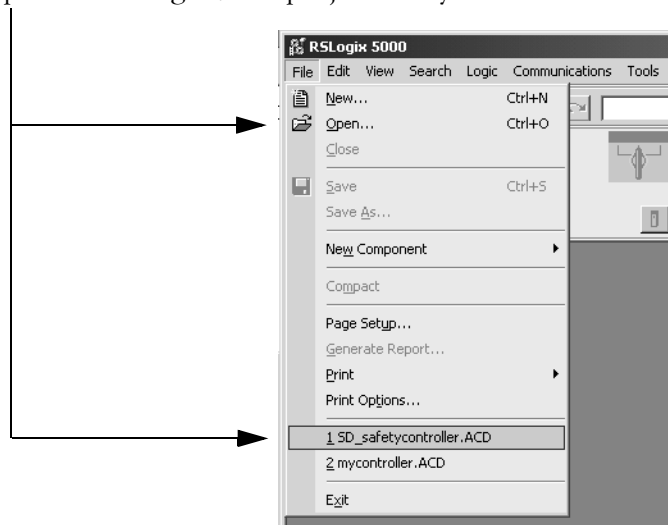 RSLogix 5000
File Edit View Search Logic Communications Tools
New... Ctrl+N
Open... Ctrl+O
Close
Save Ctrl+S
Save As...
New Component
Compact
Page Setup...
Generate Report...
Print
Print Options...
1 SD_safetycontroller.ACD
2 mycontroller.ACD
Exit